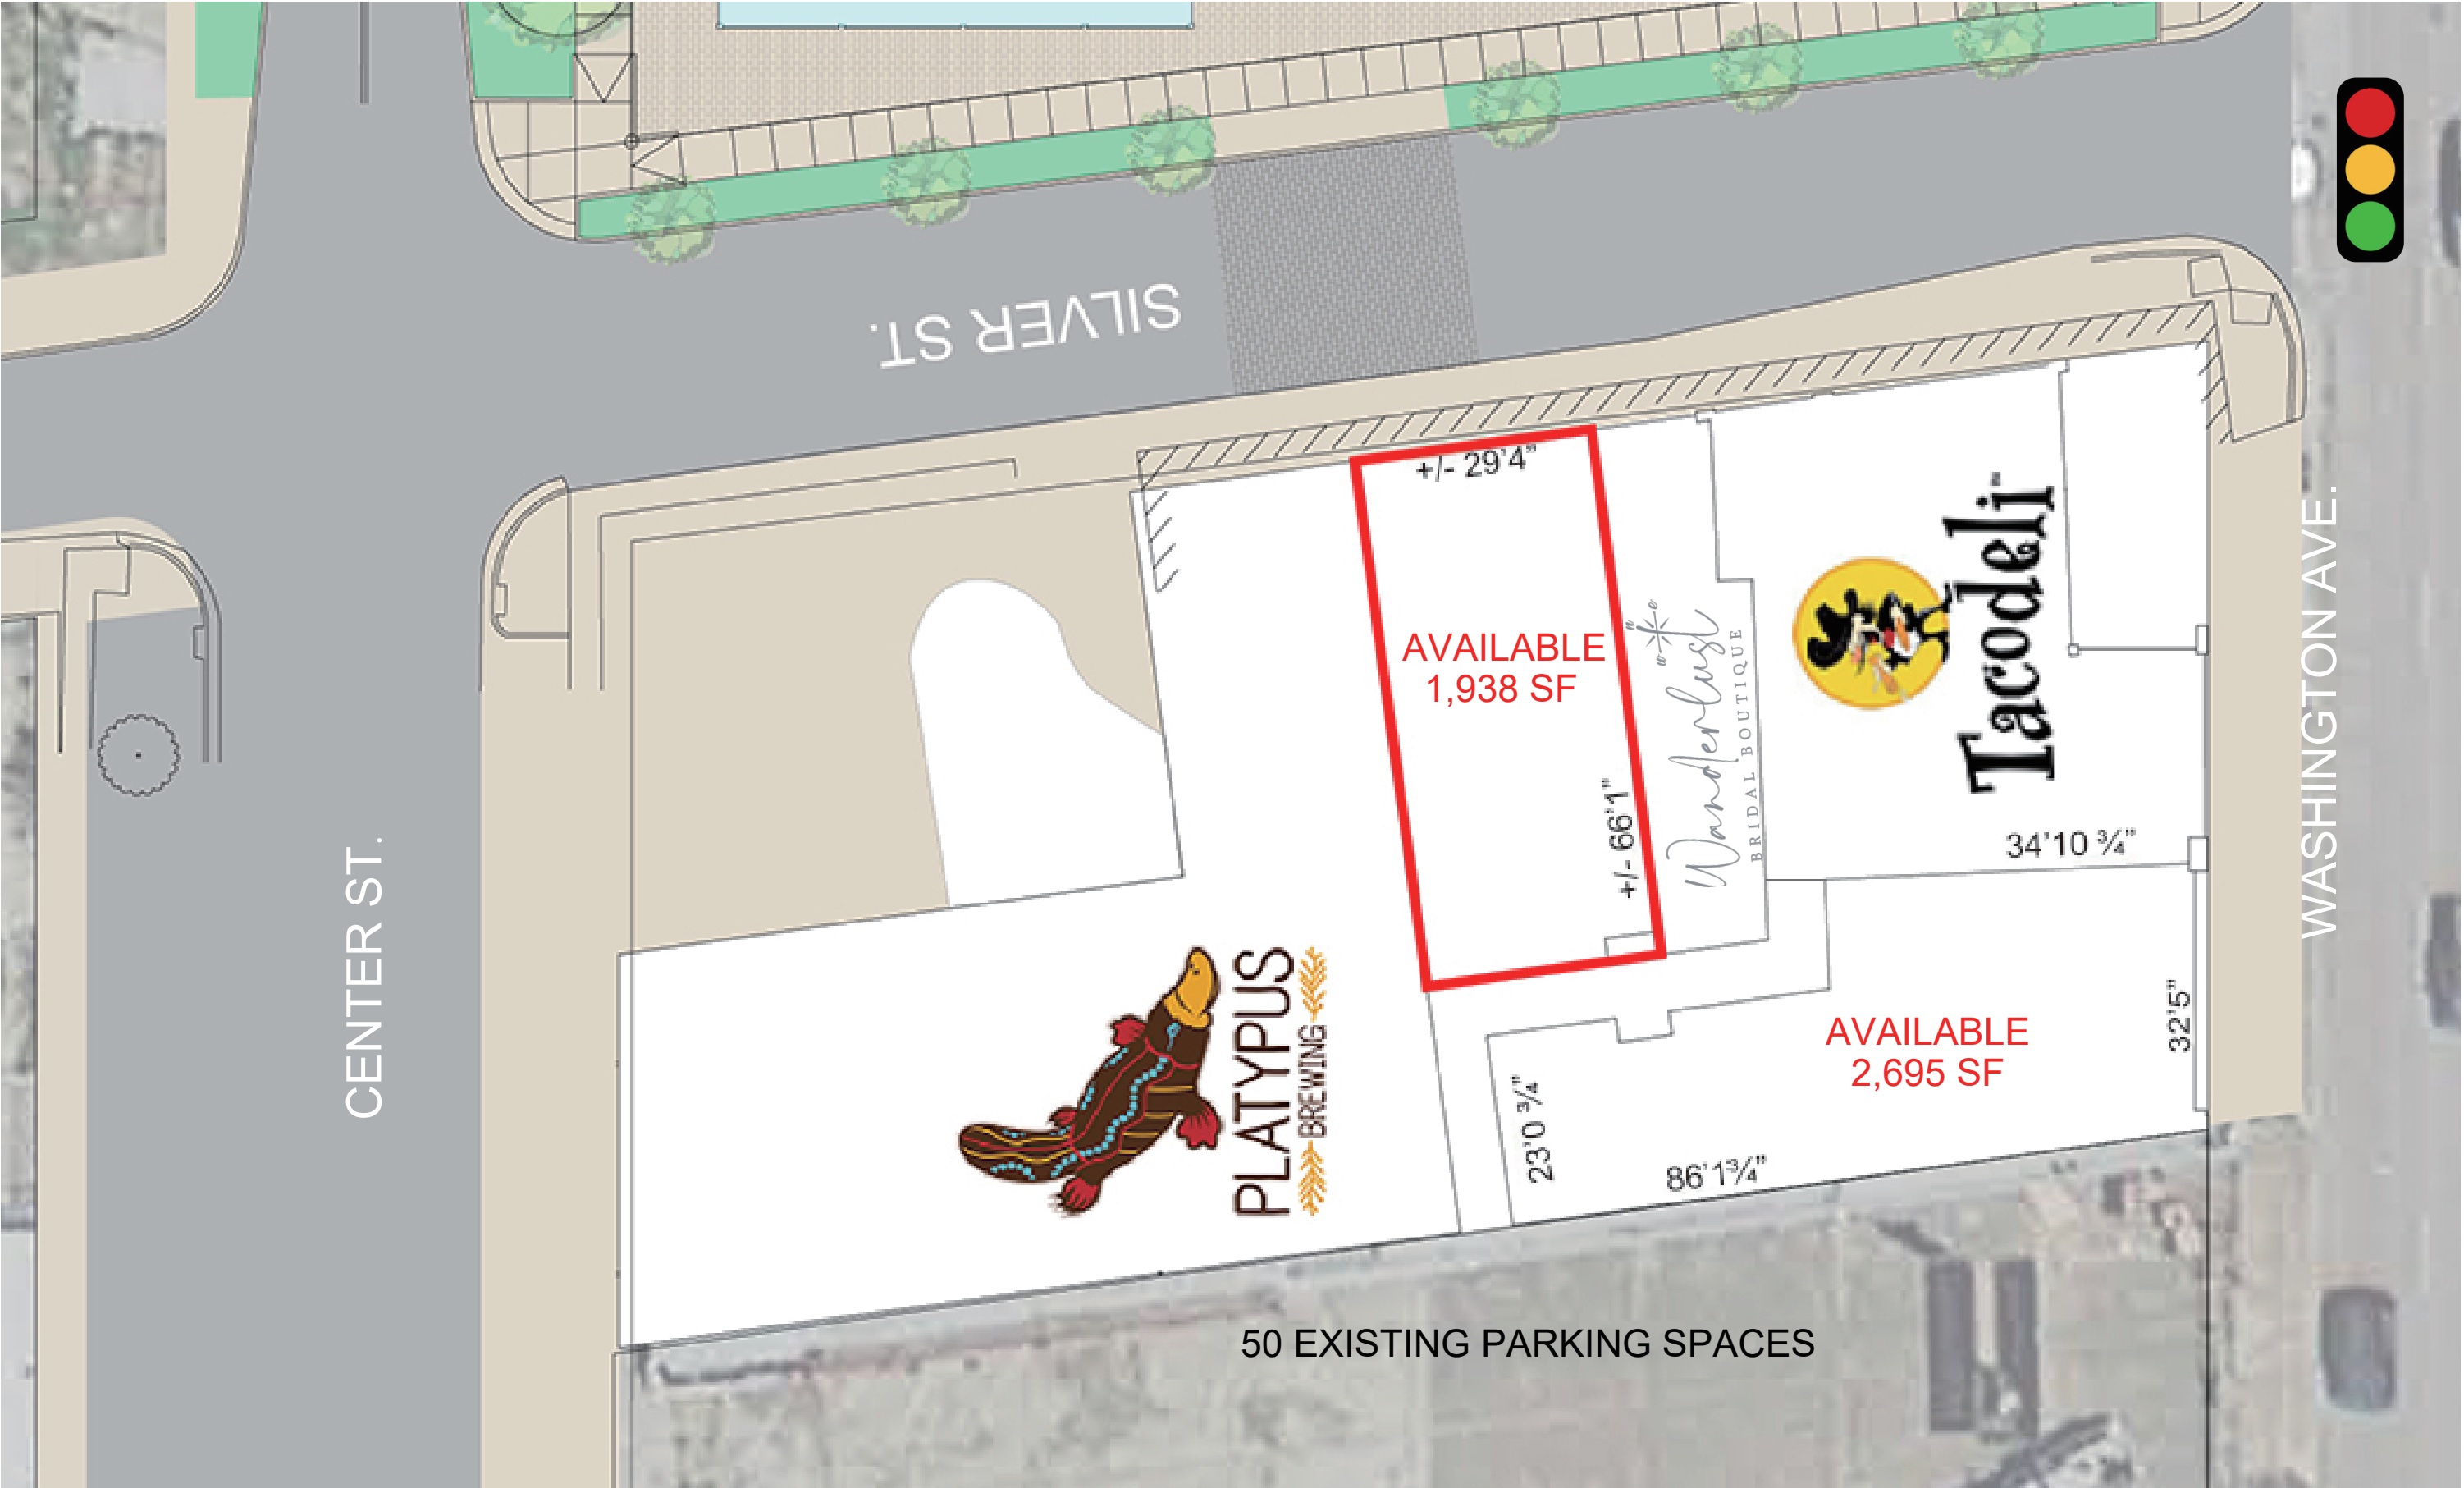 SILVER ST.
+/- 29'4"
AVAILABLE
1,938 SF
+/- 66'1"
n
e
w
Wanderlust
BRIDAL BOUTIQUE
Tacodeli
34'10 ¾"
WASHINGTON AVE.
CENTER ST.
PLATYPUS
BREWING
AVAILABLE
2,695 SF
32'5"
23'0 ¾"
86'1¾"
50 EXISTING PARKING SPACES